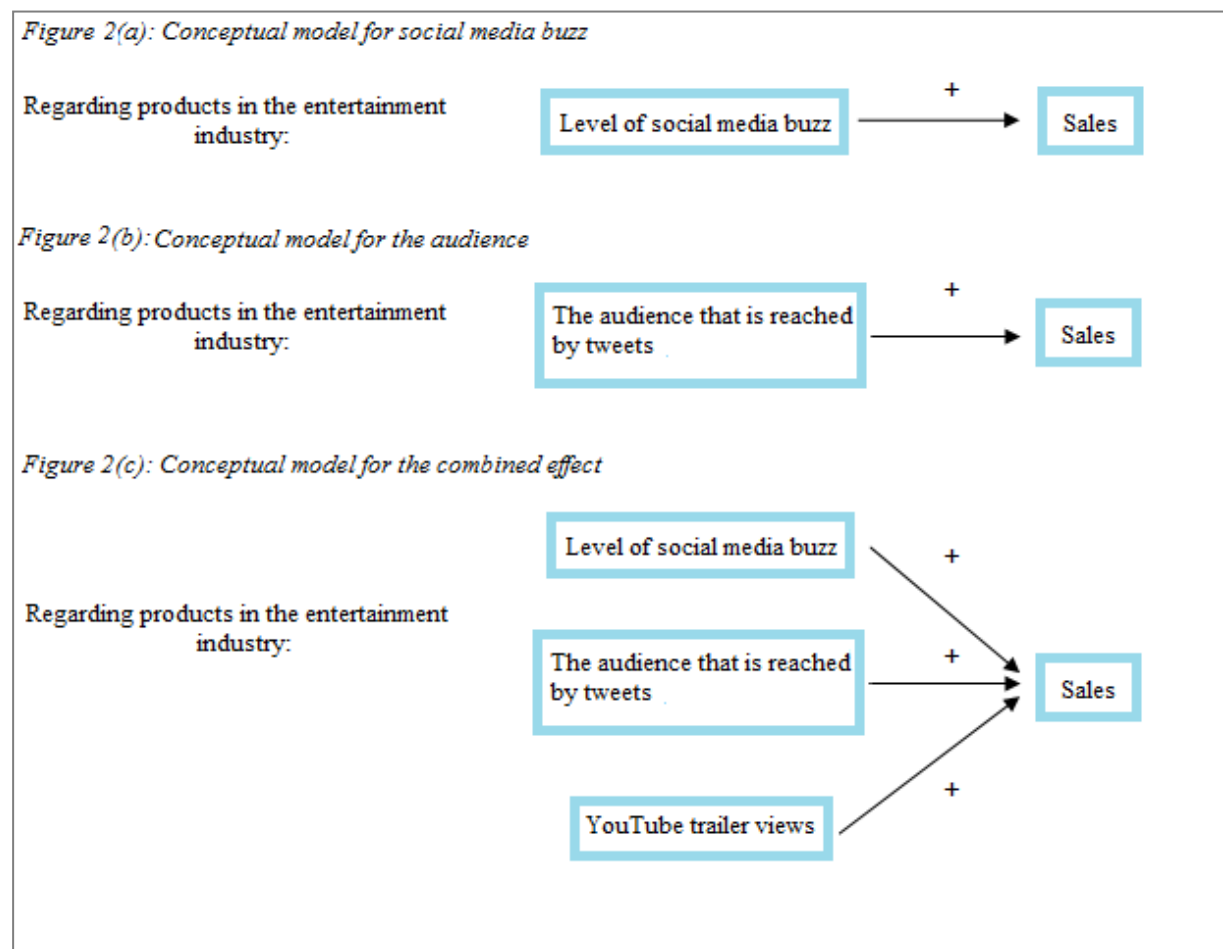 Figure 2(a): Conceptual model for social media buzz
+
Regarding products in the entertainment
industry:
Level of social media buzz
Sales
Figure 2(b): Conceptual model for the audience
+
Regarding products in the entertainment
industry:
The audience that is reached
by tweets
Sales
Figure 2(c): Conceptual model for the combined effect
Level of social media buzz
+
Regarding products in the entertainment
industry:
The audience that is reached
by tweets
+
Sales
+
YouTube trailer views